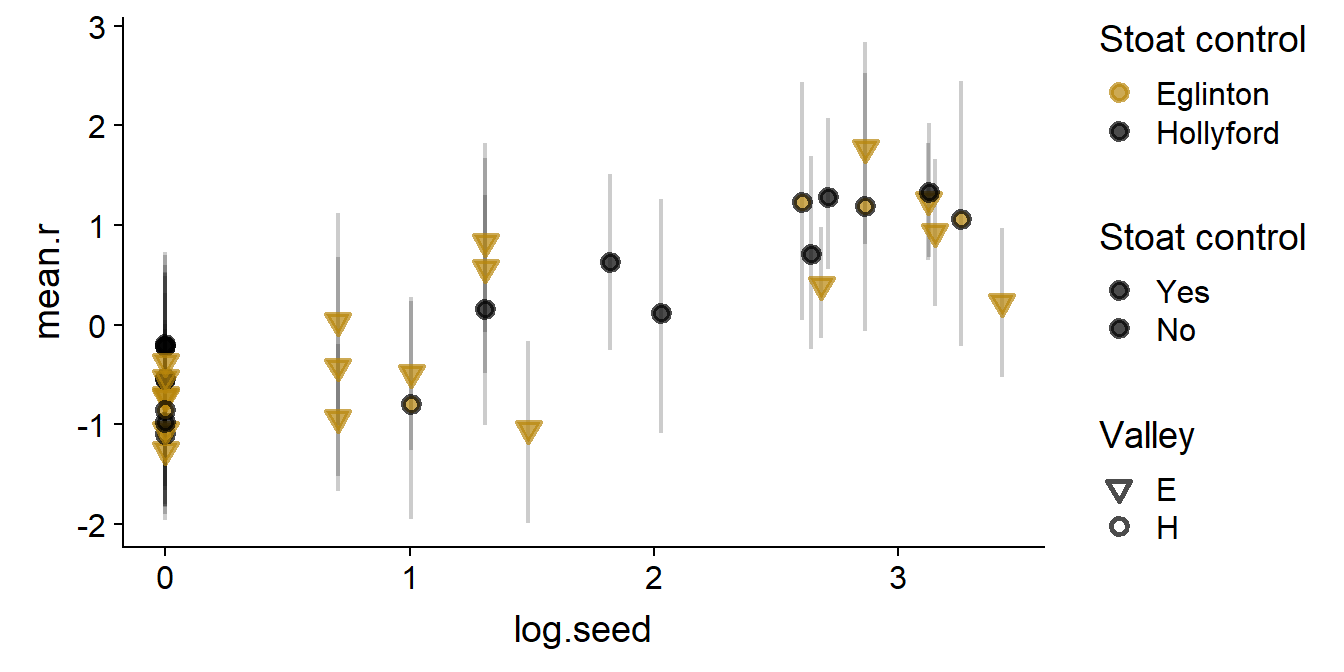 3
2
1
0
-1
-2
mean.r
0
1
2
3
log.seed
Stoat control
Eglinton
Hollyford
Stoat control
Yes
No
Valley
E
H